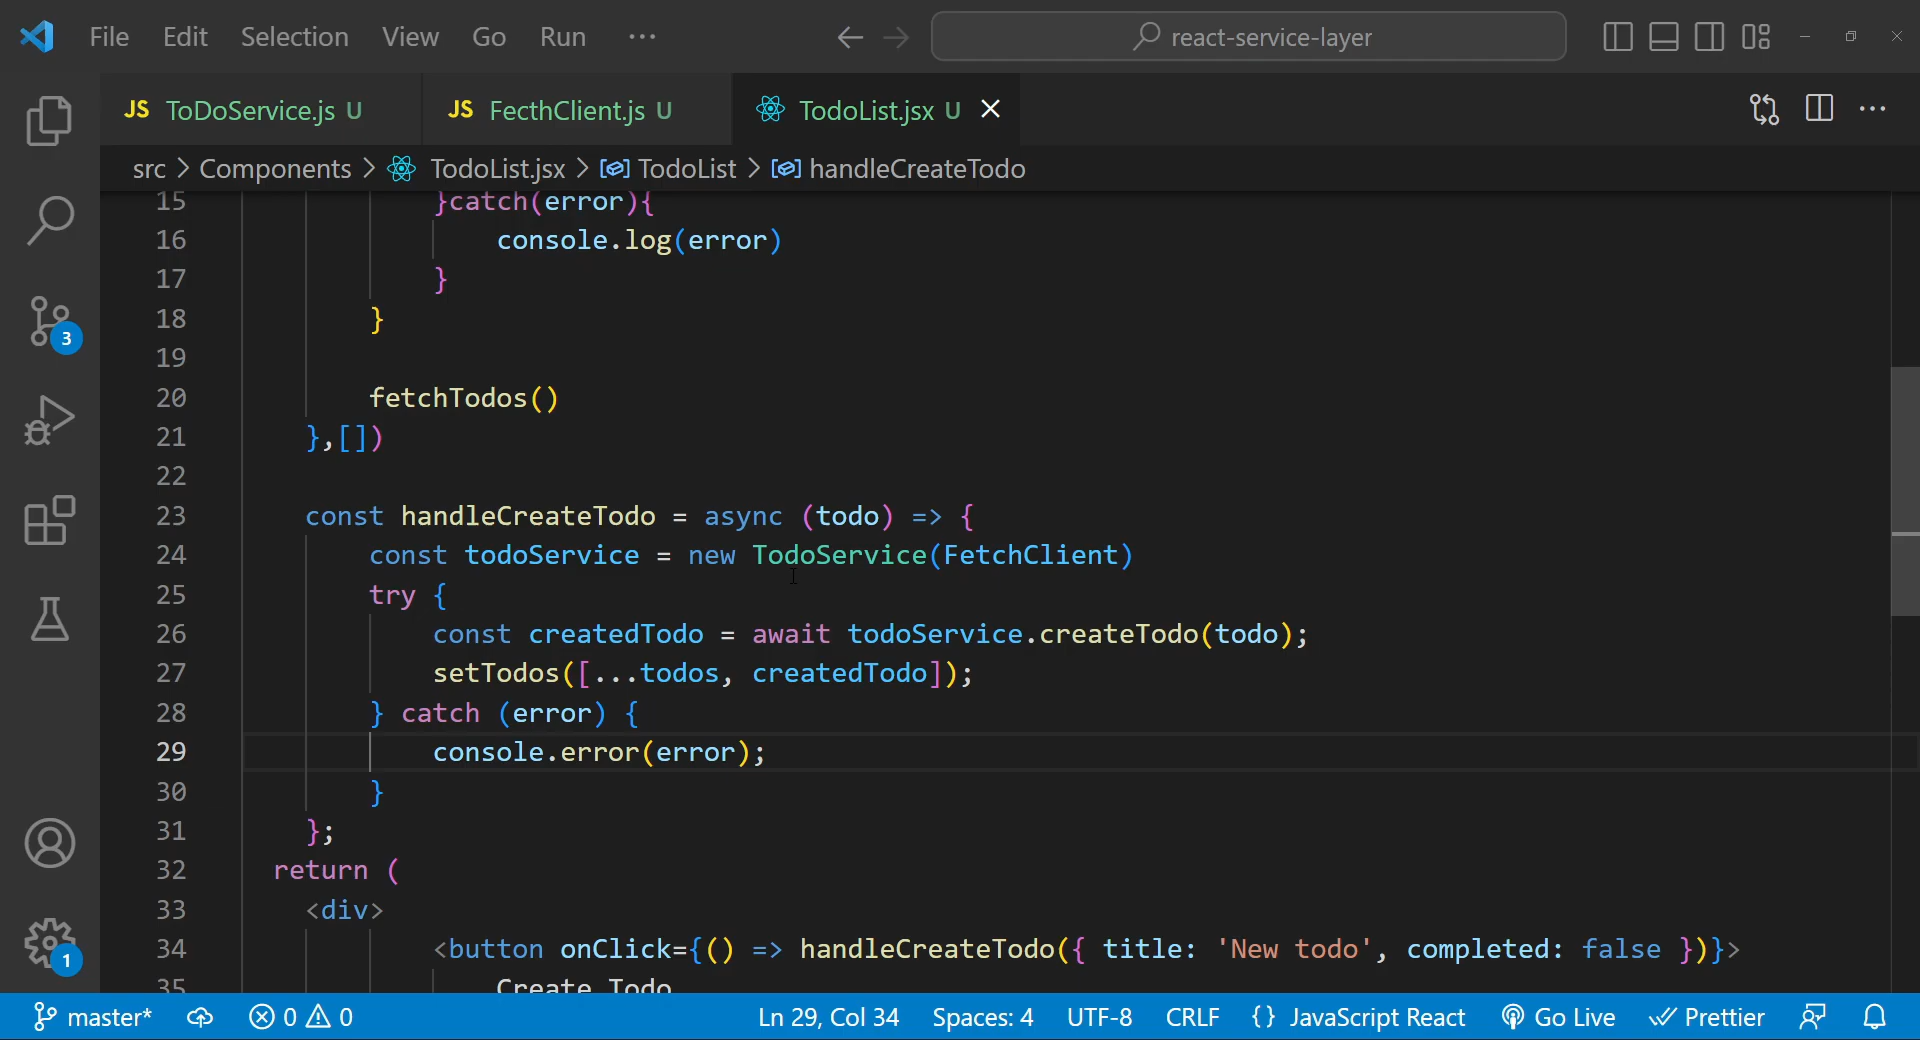 File Edit Selection View Go Run ··· react-service-layer
JS ToDoService.js U JS FecthClient.js U TodoList.jsx U
src > Components > TodoList.jsx > TodoList > handleCreateTodo
15 }catch(error){
16 console.log(error)
17 }
18 }
19
20 fetchTodos()
21 },[])
22
23 const handleCreateTodo = async (todo) => {
24 const todoService = new TodoService(FetchClient)
25 try {
26 const createdTodo = await todoService.createTodo(todo);
27 setTodos([...todos, createdTodo]);
28 } catch (error) {
29 console.error(error);
30 }
31 };
32 return (
33 <div>
34 <button onClick={() => handleCreateTodo({ title: 'New todo', completed: false })}>
35 Create Todo
3
1
master* 0 0 Ln 29, Col 34 Spaces: 4 UTF-8 CRLF {} JavaScript React Go Live Prettier